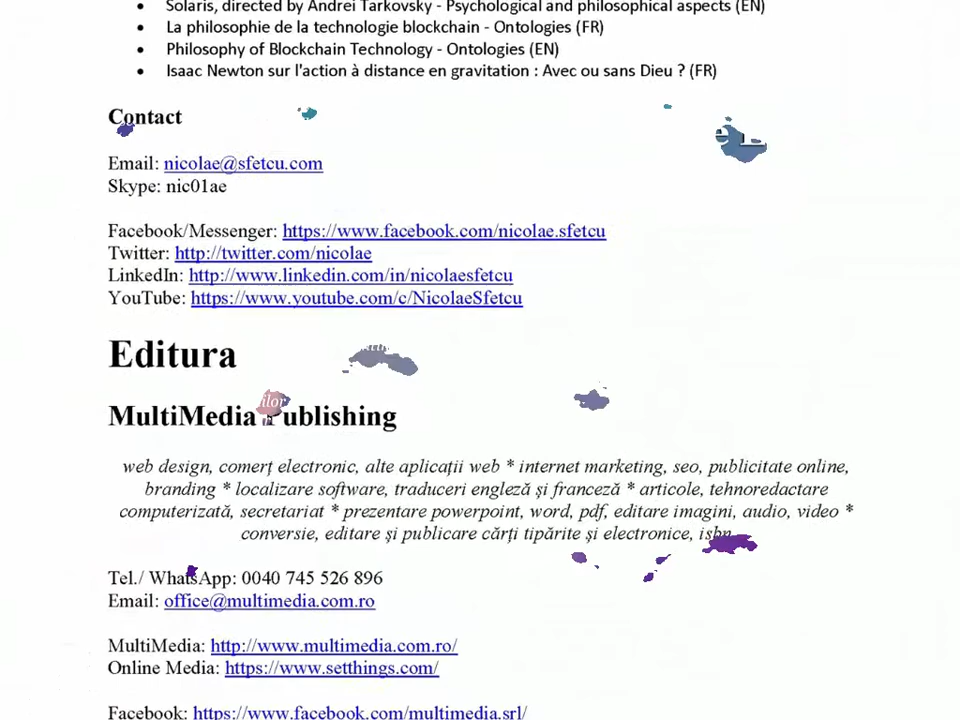 • Solaris, directed by Andrei Tarkovsky - Psychological and philosophical aspects (EN)
• La philosophie de la technologie blockchain - Ontologies (FR)
• Philosophy of Blockchain Technology - Ontologies (EN)
• Isaac Newton sur l'action à distance en gravitation : Avec ou sans Dieu ? (FR)
Contact
Email: nicolae@sfetcu.com
Skype: nic01ae
Facebook/Messenger: https://www.facebook.com/nicolae.sfetcu
Twitter: http://twitter.com/nicolae
LinkedIn: http://www.linkedin.com/in/nicolaesfetcu
YouTube: https://www.youtube.com/c/NicolaeSfetcu
Editura
MultiMedia Publishing
web design, comerț electronic, alte aplicații web * internet marketing, seo, publicitate online,
branding * localizare software, traduceri engleză și franceză * articole, tehnoredactare
computerizată, secretariat * prezentare powerpoint, word, pdf, editare imagini, audio, video *
conversie, editare și publicare cărți tipărite și electronice, isbn
Tel./ WhatsApp: 0040 745 526 896
Email: office@multimedia.com.ro
MultiMedia: http://www.multimedia.com.ro/
Online Media: https://www.setthings.com/
Facebook: https://www.facebook.com/multimedia.srl/